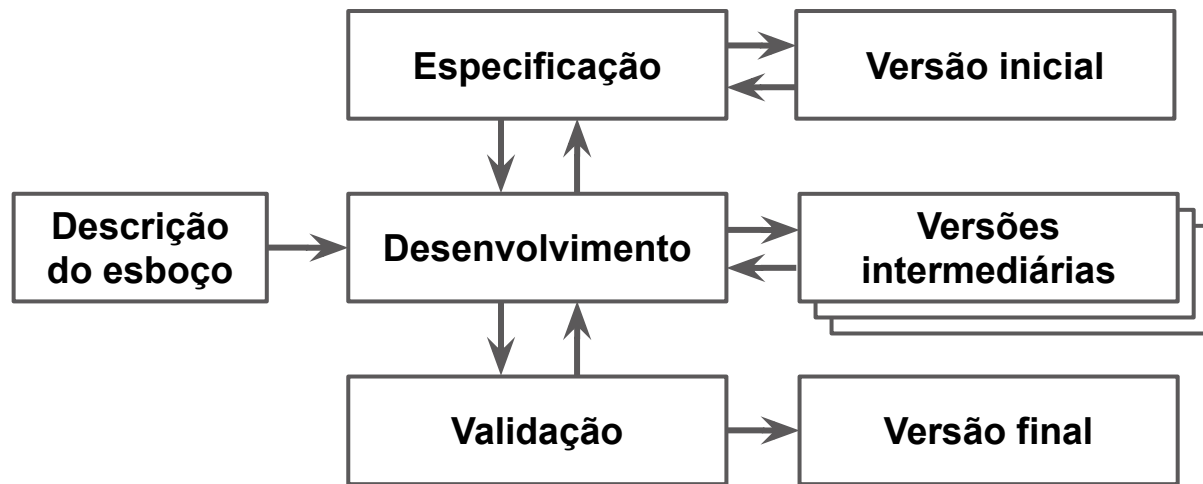 Especificação
Versão inicial
Descrição
do esboço
Desenvolvimento
Versões
intermediárias
Validação
Versão final